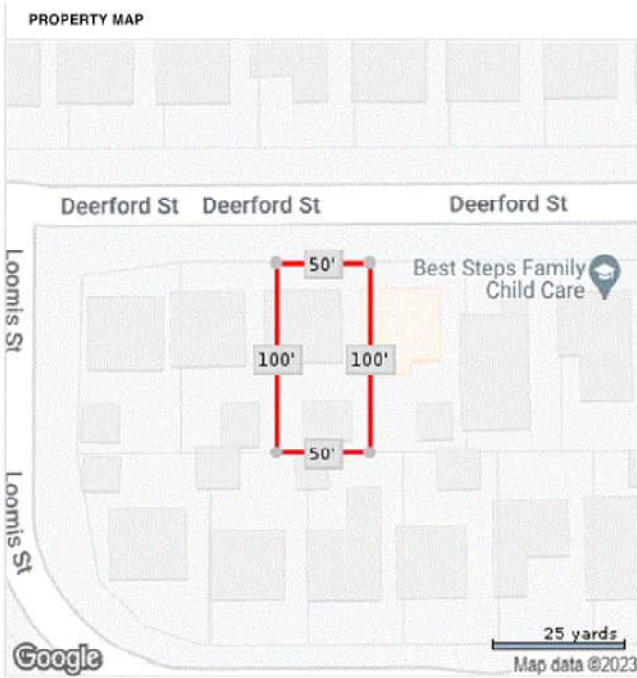 PROPERTY MAP
Deerford St Deerford St Deerford St
Loomis St
50'
Best Steps Family
Child Care
100' 100'
50'
Loomis St
25 yards
Google
Map data ©2023